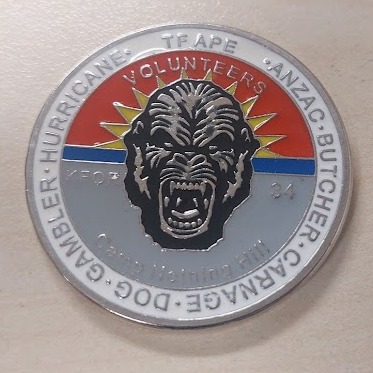 TF APE
·ANZAC·BUTCHER·CARNAGE·DOG·GAMBLER·HURRICANE·
VOLUNTEERS
KFOR 34